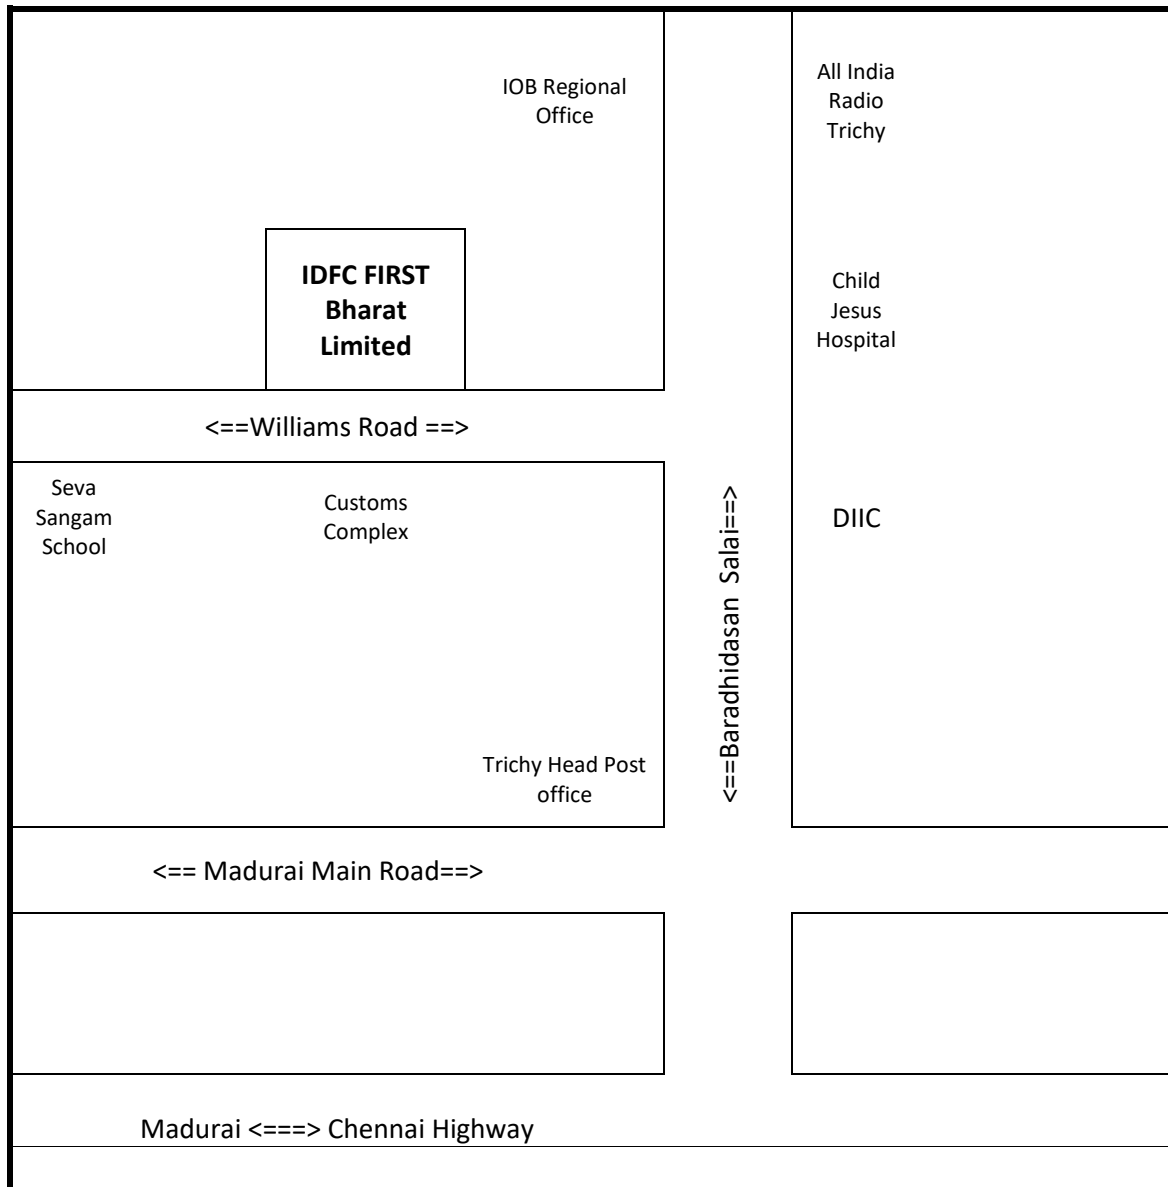 IOB Regional
Office
All India
Radio
Trichy
IDFC FIRST
Bharat
Limited
Child
Jesus
Hospital
<==Williams Road ==>
Seva
Sangam
School
Customs
Complex
<==Baradhidasan Salai==>
DIIC
Trichy Head Post
office
<== Madurai Main Road==>
Madurai <===> Chennai Highway